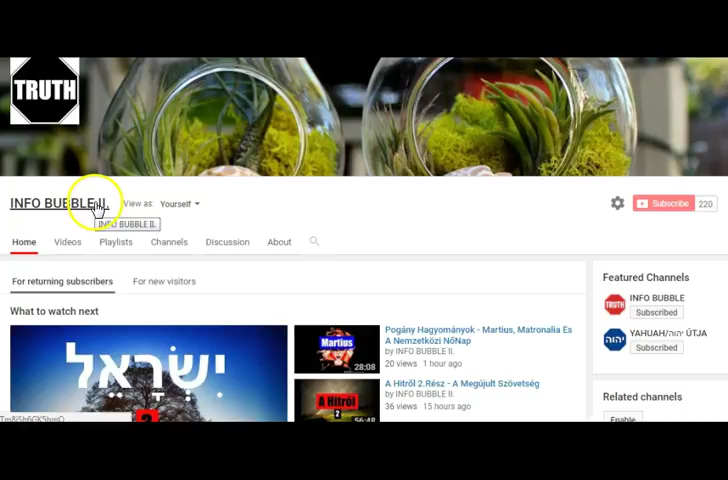 TRUTH
INFO BUBBLE II.
View as: Yourself
Subscribe 220
INFO BUBBLE II.
Home Videos Playlists Channels Discussion About
For returning subscribers For new visitors
What to watch next
יִשְׂרָאֵל
2
Martius
28:08
Pogány Hagyományok - Martius, Matronalia És
A Nemzetközi NőNap
by INFO BUBBLE II.
20 views 1 hour ago
A Hitről
2
56:48
A Hitről 2.Rész - A Megújult Szövetség
by INFO BUBBLE II.
36 views 15 hours ago
Featured Channels
TRUTH
INFO BUBBLE
Subscribed
יהוה
YAHUAH/יהוה ÚTJA
Subscribed
Related channels
Enable